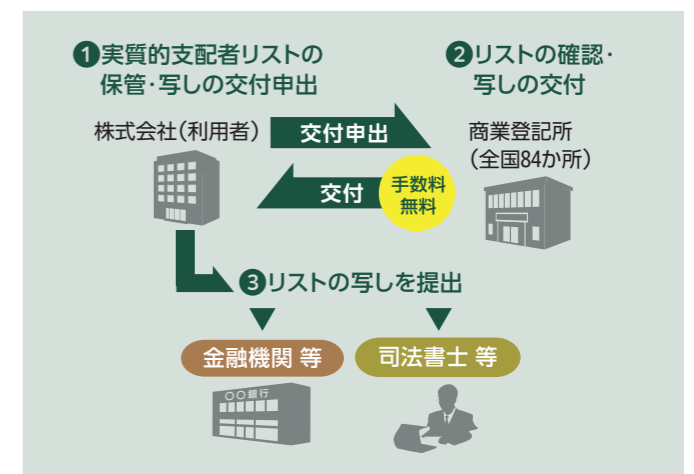 ❶実質的支配者リストの
保管・写しの交付申出
❷リストの確認・
写しの交付
株式会社(利用者)
交付申出
商業登記所
(全国84か所)
交付
手数料
無料
❸リストの写しを提出
金融機関 等
司法書士 等
〇〇銀行